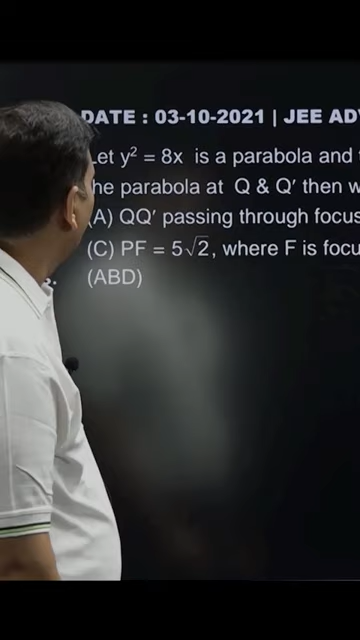 DATE : 03-10-2021 | JEE AD
Let y² = 8x is a parabola and
he parabola at Q & Q′ then w
(A) QQ′ passing through focus
(C) PF = 5√2, where F is focu
(ABD)